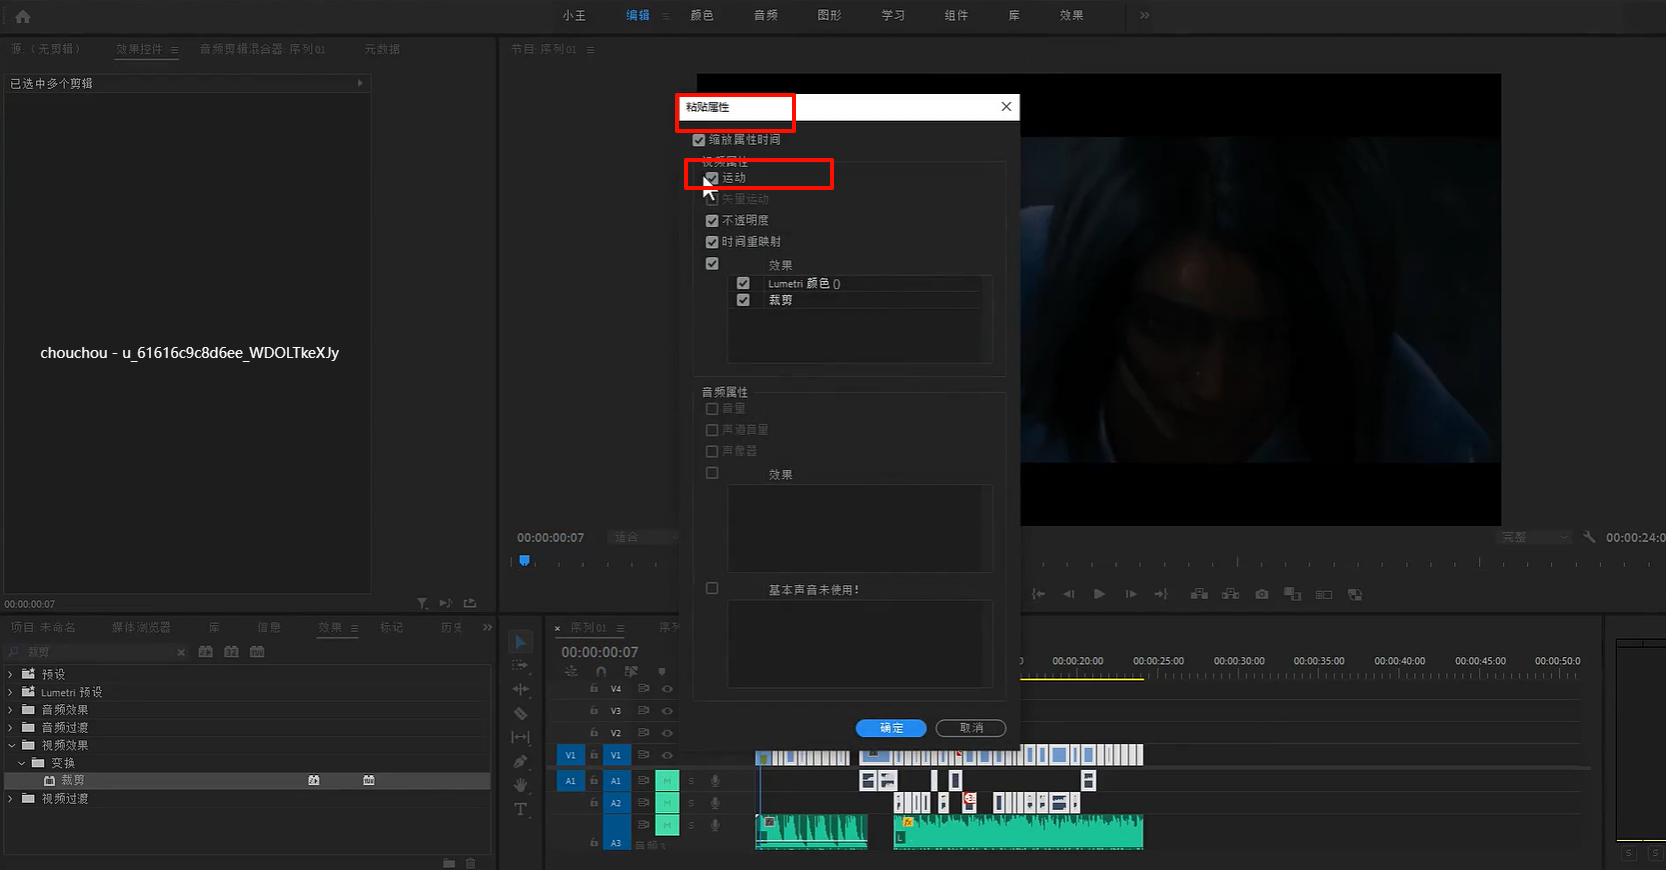 小王 编辑 颜色 音频 图形 学习 组件 库 效果
源:（无剪辑） 效果控件 音频剪辑混合器: 序列 01 元数据
节目: 序列 01
已选中多个剪辑
chouchou - u_61616c9c8d6ee_WDOLTkeXJy
00:00:00:07
粘贴属性
缩放属性时间
视频属性
运动
矢量运动
不透明度
时间重映射
效果
Lumetri 颜色 ()
裁剪
音频属性
音量
声道音量
声像器
效果
基本声音未使用!
确定 取消
00:00:00:07 适合 完整 00:00:24:0
项目: 未命名 媒体浏览器 库 信息 效果 标记 历史
裁剪
预设
Lumetri 预设
音频效果
音频过渡
视频效果
变换
裁剪
视频过渡
× 序列 01 序列
00:00:00:07
00:00:20:00 00:00:25:00 00:00:30:00 00:00:35:00 00:00:40:00 00:00:45:00 00:00:50:0
V4
V3
V2
V1 V1
A1 A1 M S
A2 M S
M S
A3 音频 3
S S